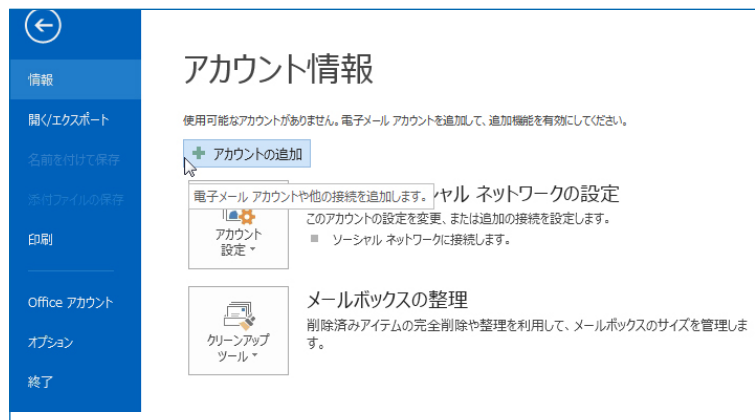 情報
開く/エクスポート
名前を付けて保存
添付ファイルの保存
印刷
Office アカウント
オプション
終了
アカウント情報
使用可能なアカウントがありません。電子メール アカウントを追加して、追加機能を有効にしてください。
アカウントの追加
電子メール アカウントや他の接続を追加します。
ャル ネットワークの設定
このアカウントの設定を変更、または追加の接続を設定します。
ソーシャル ネットワークに接続します。
アカウント
設定
メールボックスの整理
削除済みアイテムの完全削除や整理を利用して、メールボックスのサイズを管理しま
す。
クリーンアップ
ツール